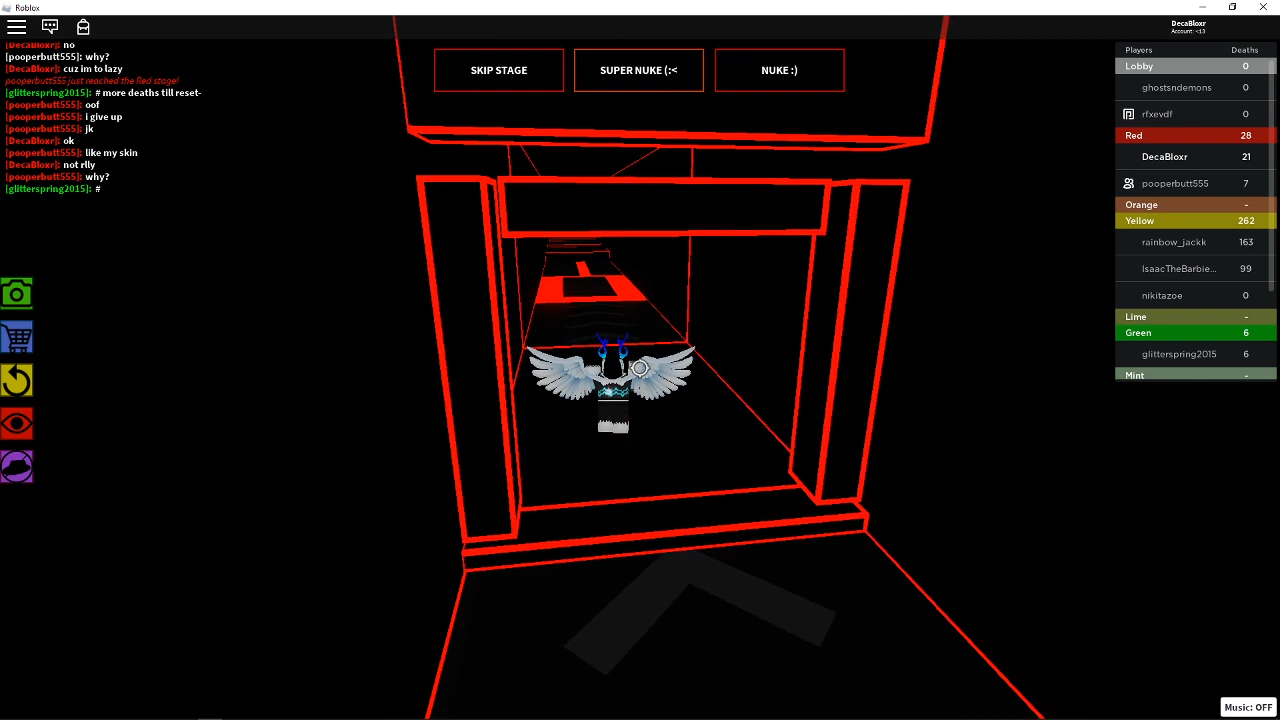 Roblox
DecaBloxr
Account: <13
[DecaBloxr]: no
[pooperbutt555]: why?
[DecaBloxr]: cuz im to lazy
pooperbutt555 just reached the Red stage!
[glitterspring2015]: # more deaths till reset-
[pooperbutt555]: oof
[pooperbutt555]: i give up
[pooperbutt555]: jk
[DecaBloxr]: ok
[pooperbutt555]: like my skin
[DecaBloxr]: not rlly
[pooperbutt555]: why?
[glitterspring2015]: #
SKIP STAGE
SUPER NUKE (:<
NUKE :)
Players Deaths
Lobby 0
ghostsndemons 0
rfxevdf 0
Red 28
DecaBloxr 21
pooperbutt555 7
Orange -
Yellow 262
rainbow_jackk 163
IsaacTheBarbie... 99
nikitazoe 0
Lime -
Green 6
glitterspring2015 6
Mint -
Music: OFF